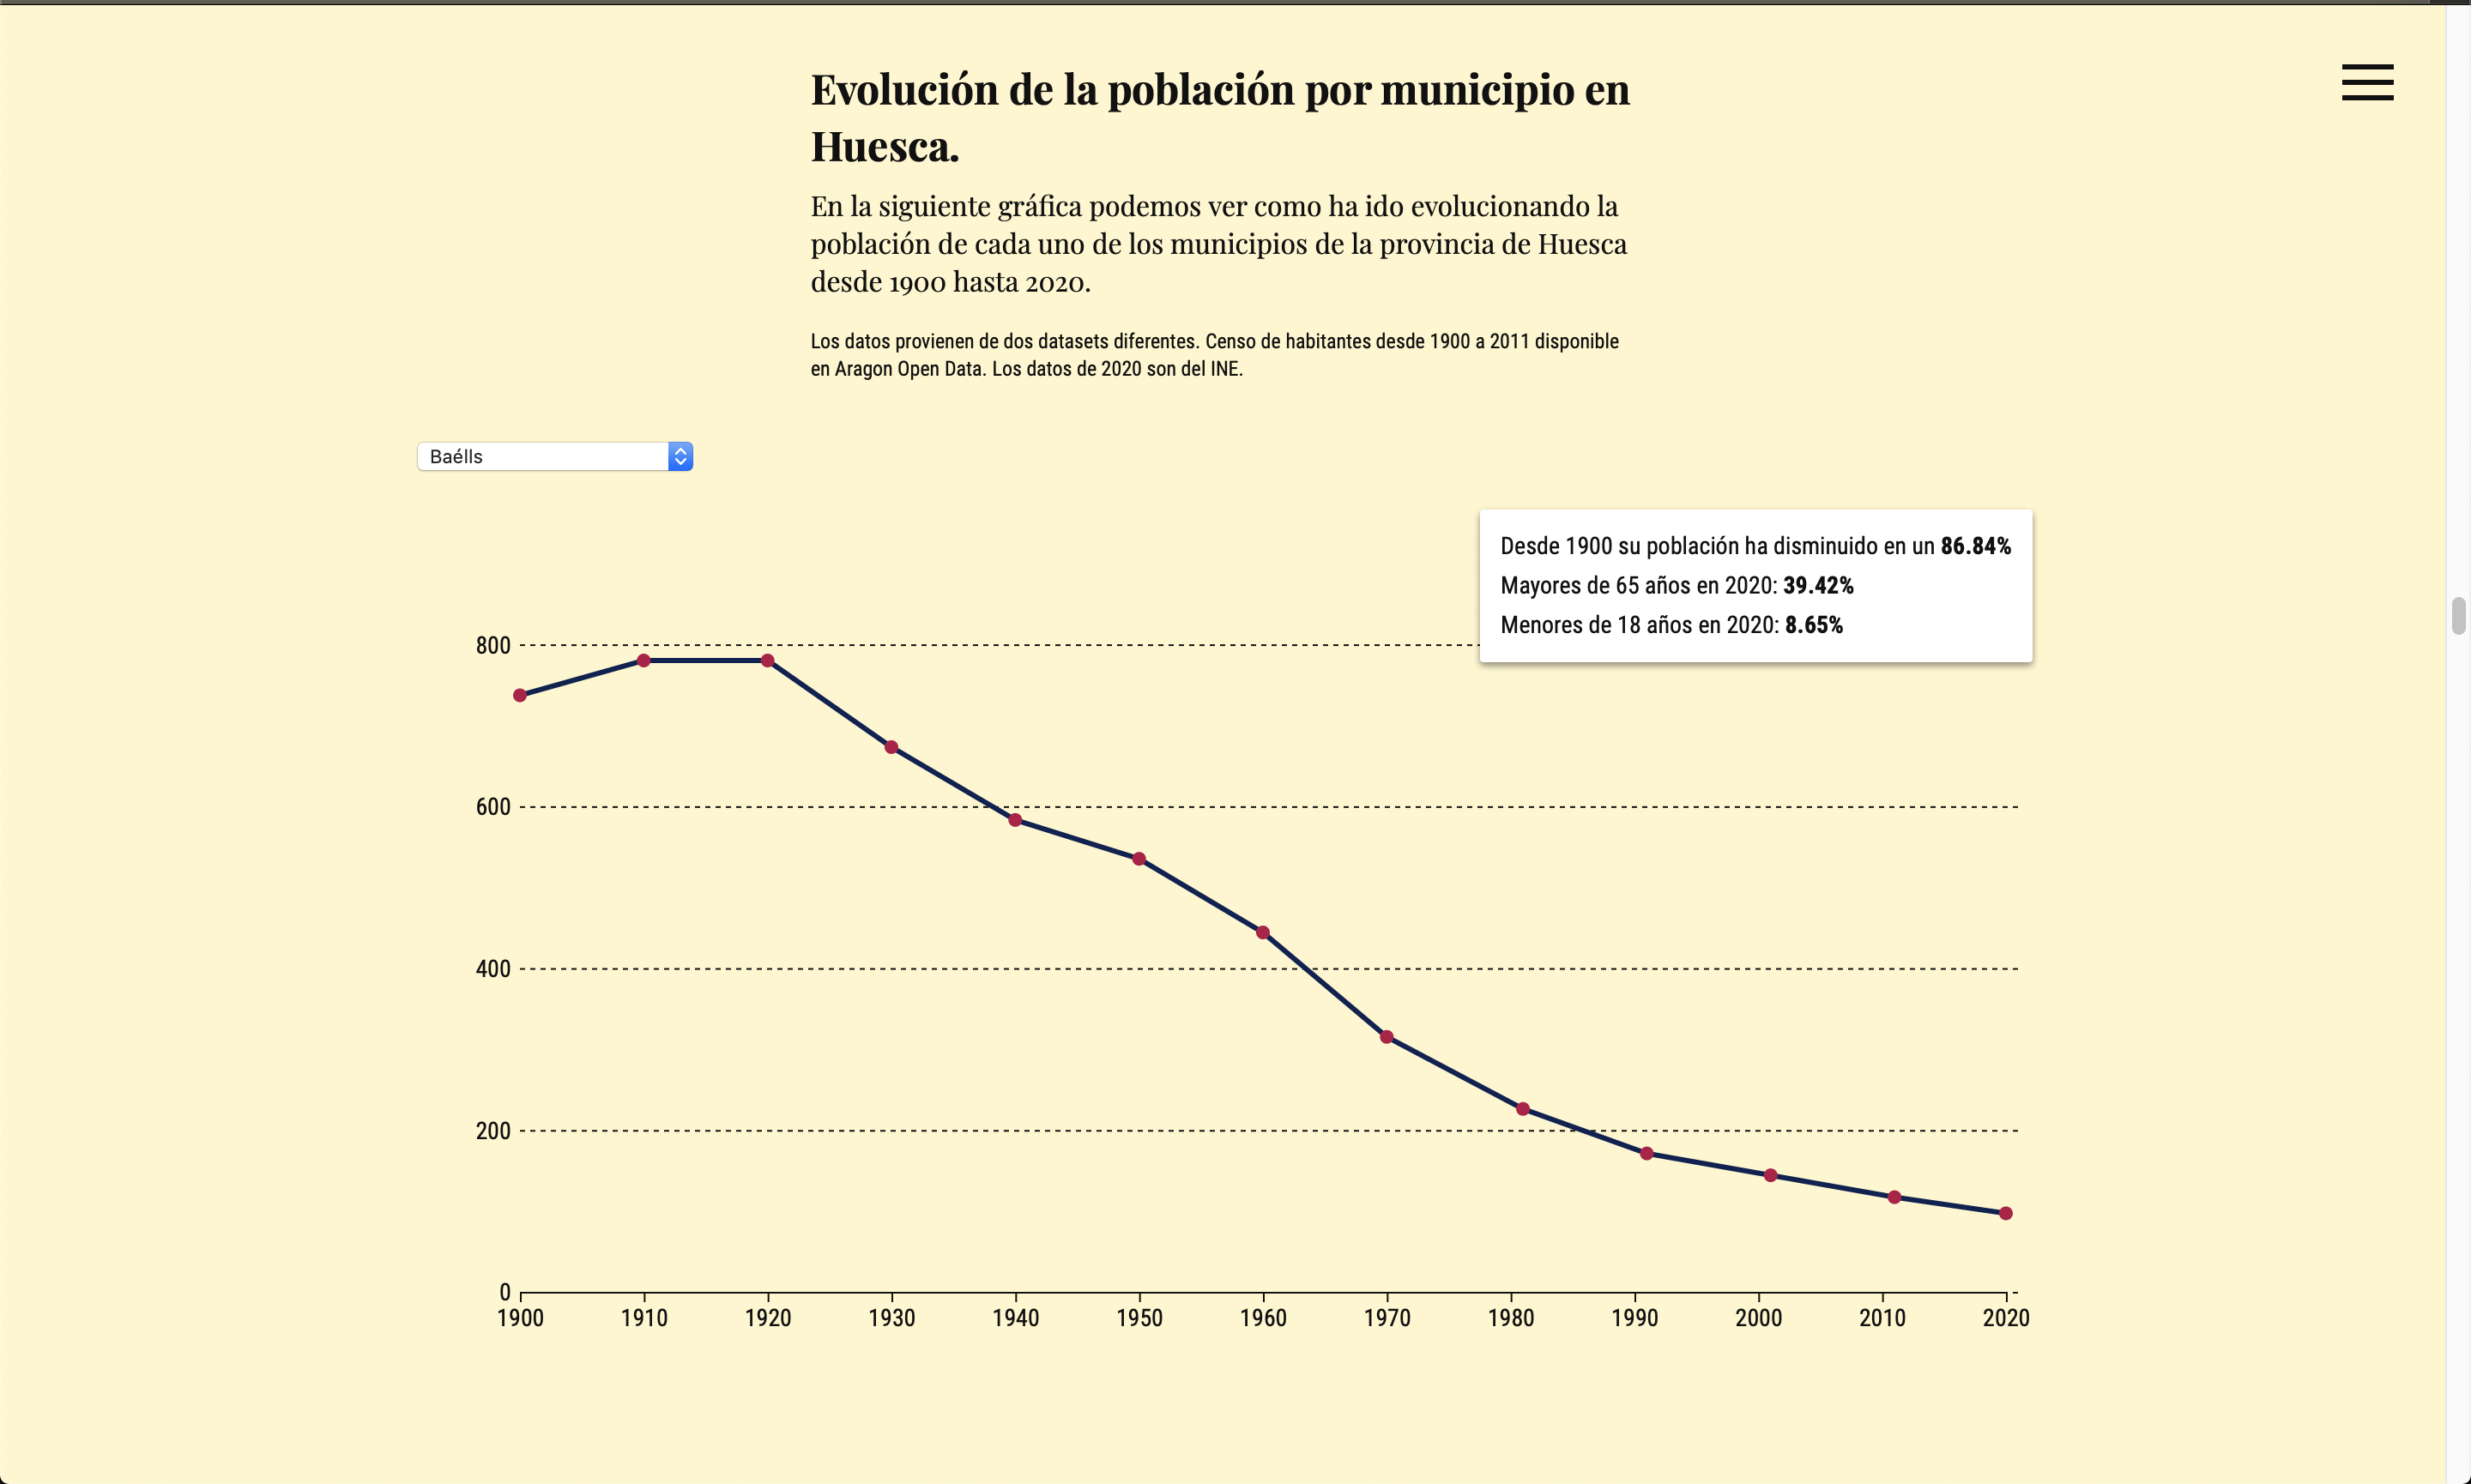 Evolución de la población por municipio en
Huesca.
En la siguiente gráfica podemos ver como ha ido evolucionando la
población de cada uno de los municipios de la provincia de Huesca
desde 1900 hasta 2020.
Los datos provienen de dos datasets diferentes. Censo de habitantes desde 1900 a 2011 disponible
en Aragon Open Data. Los datos de 2020 son del INE.
Baélls
Desde 1900 su población ha disminuido en un 86.84%
Mayores de 65 años en 2020: 39.42%
Menores de 18 años en 2020: 8.65%
800
600
400
200
0
1900 1910 1920 1930 1940 1950 1960 1970 1980 1990 2000 2010 2020